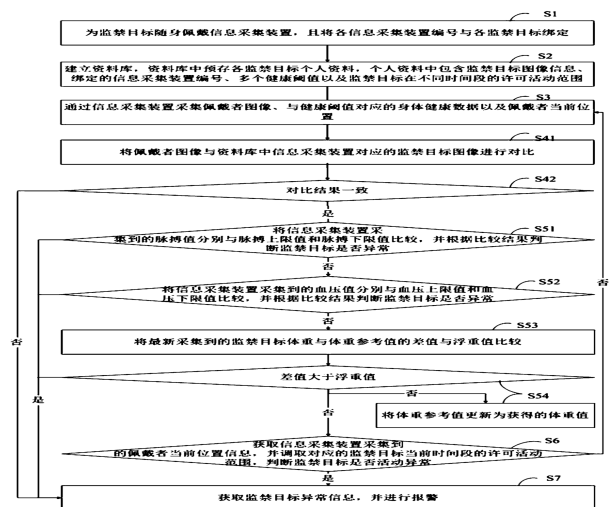 S1
为监禁目标随身佩戴信息采集装置，且将各信息采集装置编号与各监禁目标绑定
S2
建立资料库，资料库中预存各监禁目标个人资料，个人资料中包含监禁目标图像信息、
绑定的信息采集装置编号、多个健康阈值以及监禁目标在不同时间段的许可活动范围
S3
通过信息采集装置采集佩戴者图像、与健康阈值对应的身体健康数据以及佩戴者当前位
置
S41
将佩戴者图像与资料库中信息采集装置对应的监禁目标图像进行对比
S42
对比结果一致
是
S51
将信息采集装置采
集到的脉搏值分别与脉搏上限值和脉搏下限值比较，并根据比较结果判
断监禁目标是否异常
否
S52
将信息采集装置采集到的血压值分别与血压上限值和血
压下限值比较，并根据比较结果判断监禁目标是否异常
否
否
否
S53
将最新采集到的监禁目标体重与体重参考值的差值与浮重值比较
差值大于浮重值
S54
是
否
将体重参考值更新为获得的体重值
否
S6
获取信息采集装置采集到
的佩戴者当前位置信息，并调取对应的监禁目标当前时间段的许可活动
范围，判断监禁目标是否活动异常
是
S7
获取监禁目标异常信息，并进行报警